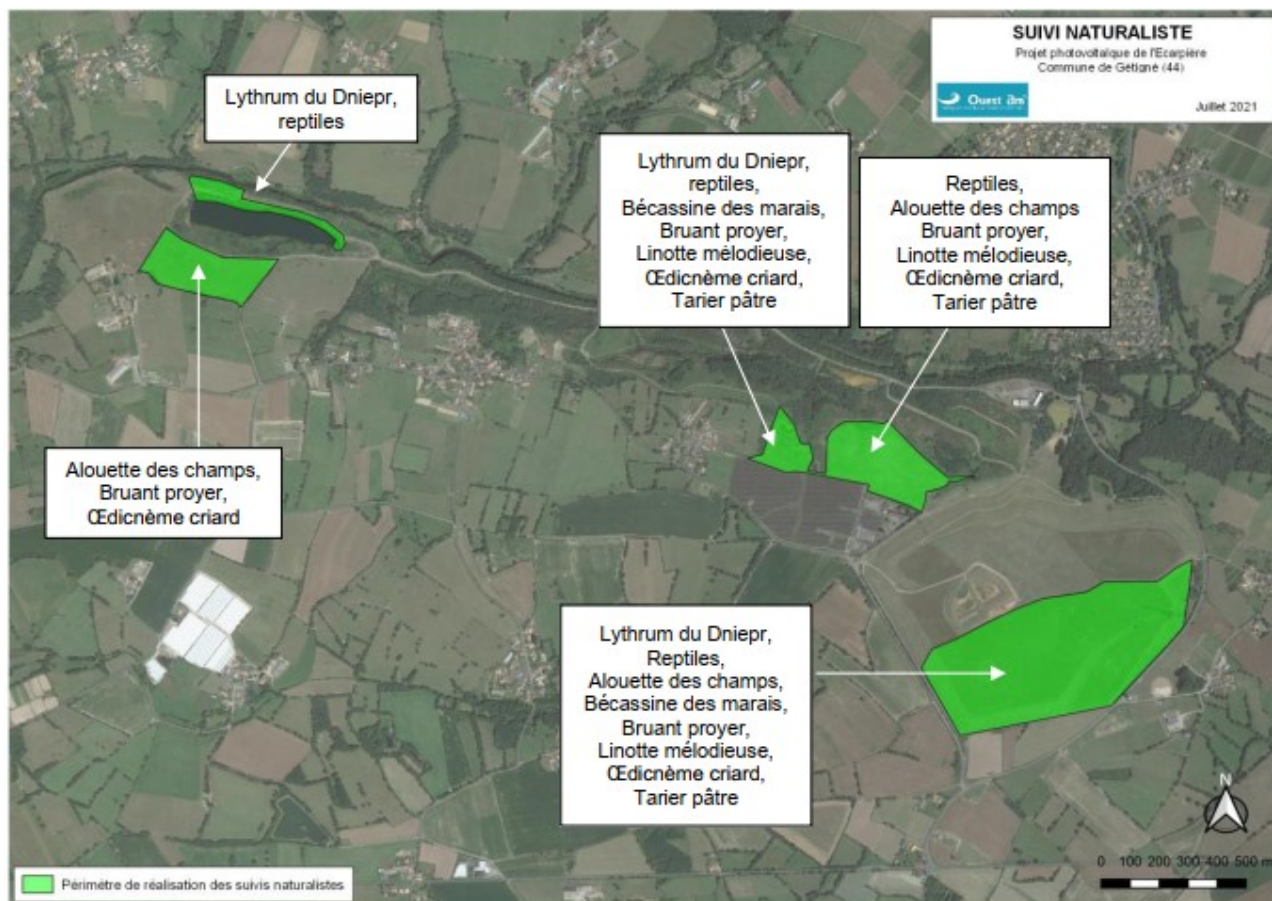 SUIVI NATURALISTE
Projet photovoltaïque de l'Ecarpière
Commune de Gétigné (44)
Ouest am'
Juillet 2021
Lythrum du Dniepr,
reptiles
Lythrum du Dniepr,
reptiles,
Bécassine des marais,
Bruant proyer,
Linotte mélodieuse,
Œdicnème criard,
Tarier pâtre
Reptiles,
Alouette des champs
Bruant proyer,
Linotte mélodieuse,
Œdicnème criard,
Tarier pâtre
Alouette des champs,
Bruant proyer,
Œdicnème criard
Lythrum du Dniepr,
Reptiles,
Alouette des champs,
Bécassine des marais,
Bruant proyer,
Linotte mélodieuse,
Œdicnème criard,
Tarier pâtre
N
0 100 200 300 400 500 m
Périmètre de réalisation des suivis naturalistes